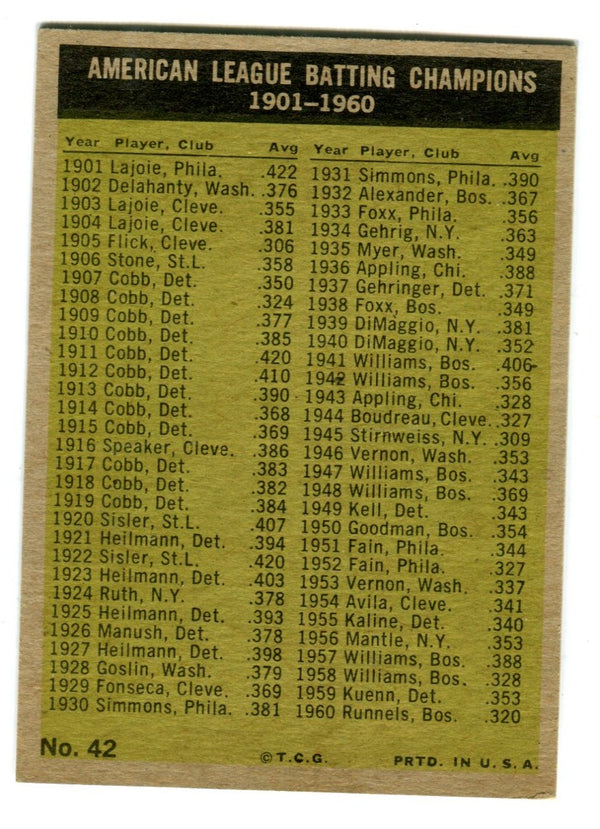 AMERICAN LEAGUE BATTING CHAMPIONS
1901-1960
Year Player, Club Avg
1901 Lajoie, Phila. .422
1902 Delahanty, Wash. .376
1903 Lajoie, Cleve. .355
1904 Lajoie, Cleve. .381
1905 Flick, Cleve. .306
1906 Stone, St.L. .358
1907 Cobb, Det. .350
1908 Cobb, Det. .324
1909 Cobb, Det. .377
1910 Cobb, Det. .385
1911 Cobb, Det. .420
1912 Cobb, Det. .410
1913 Cobb, Det. .390
1914 Cobb, Det. .368
1915 Cobb, Det. .369
1916 Speaker, Cleve. .386
1917 Cobb, Det. .383
1918 Cobb, Det. .382
1919 Cobb, Det. .384
1920 Sisler, St.L. .407
1921 Heilmann, Det. .394
1922 Sisler, St.L. .420
1923 Heilmann, Det. .403
1924 Ruth, N.Y. .378
1925 Heilmann, Det. .393
1926 Manush, Det. .378
1927 Heilmann, Det. .398
1928 Goslin, Wash. .379
1929 Fonseca, Cleve. .369
1930 Simmons, Phila. .381
Year Player, Club Avg
1931 Simmons, Phila. .390
1932 Alexander, Bos. .367
1933 Foxx, Phila. .356
1934 Gehrig, N.Y. .363
1935 Myer, Wash. .349
1936 Appling, Chi. .388
1937 Gehringer, Det. .371
1938 Foxx, Bos. .349
1939 DiMaggio, N.Y. .381
1940 DiMaggio, N.Y. .352
1941 Williams, Bos. .406
1942 Williams, Bos. .356
1943 Appling, Chi. .328
1944 Boudreau, Cleve .327
1945 Stirnweiss, N.Y. .309
1946 Vernon, Wash. .353
1947 Williams, Bos. .343
1948 Williams, Bos. .369
1949 Kell, Det. .343
1950 Goodman, Bos. .354
1951 Fain, Phila. .344
1952 Fain, Phila. .327
1953 Vernon, Wash. .337
1954 Avila, Cleve. .341
1955 Kaline, Det. .340
1956 Mantle, N.Y. .353
1957 Williams, Bos. .388
1958 Williams, Bos. .328
1959 Kuenn, Det. .353
1960 Runnels, Bos. .320
No. 42
© T.C.G.
PRTD. IN U.S.A.